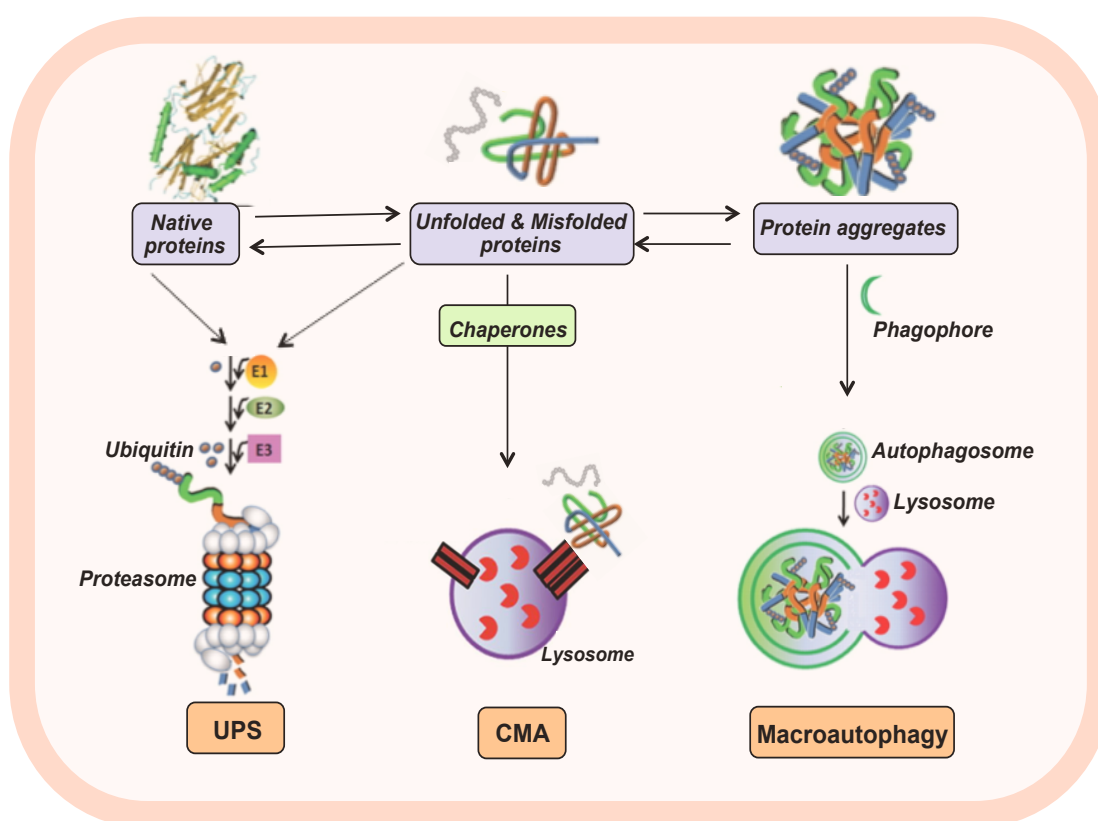 Native
proteins
Unfolded & Misfolded
proteins
Protein aggregates
Chaperones
Phagophore
E1
E2
Ubiquitin
E3
Autophagosome
Lysosome
Proteasome
Lysosome
UPS
CMA
Macroautophagy